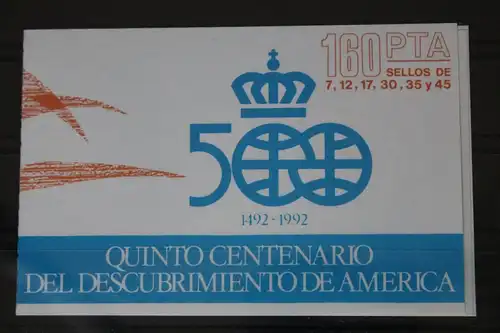 160 PTA
SELLOS DE
7, 12, 17, 30, 35 y 45
500
1492-1992
QUINTO CENTENARIO
DEL DESCUBRIMIENTO DE AMERICA